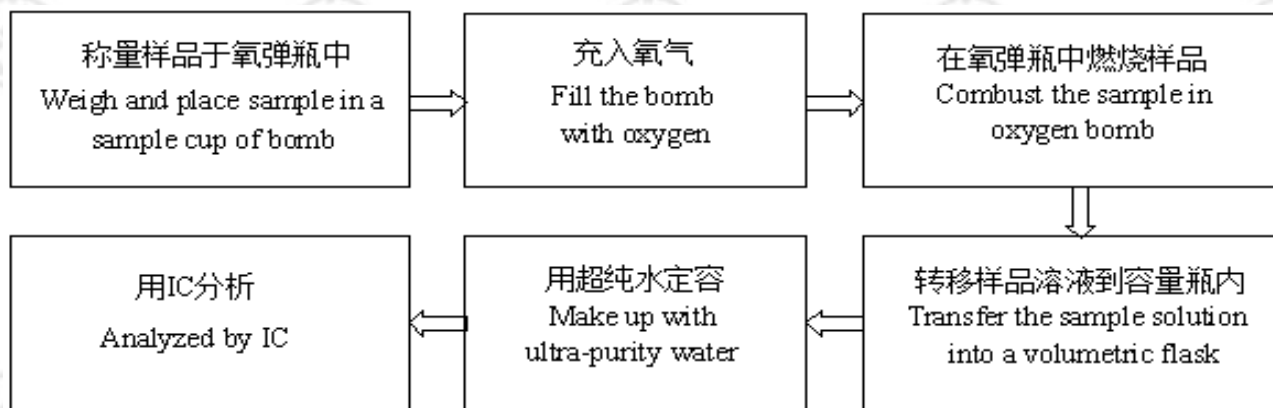 称量样品于氧弹瓶中
Weigh and place sample in a
sample cup of bomb
充入氧气
Fill the bomb
with oxygen
在氧弹瓶中燃烧样品
Combust the sample in
oxygen bomb
转移样品溶液到容量瓶内
Transfer the sample solution
into a volumetric flask
用超纯水定容
Make up with
ultra-purity water
用IC分析
Analyzed by IC